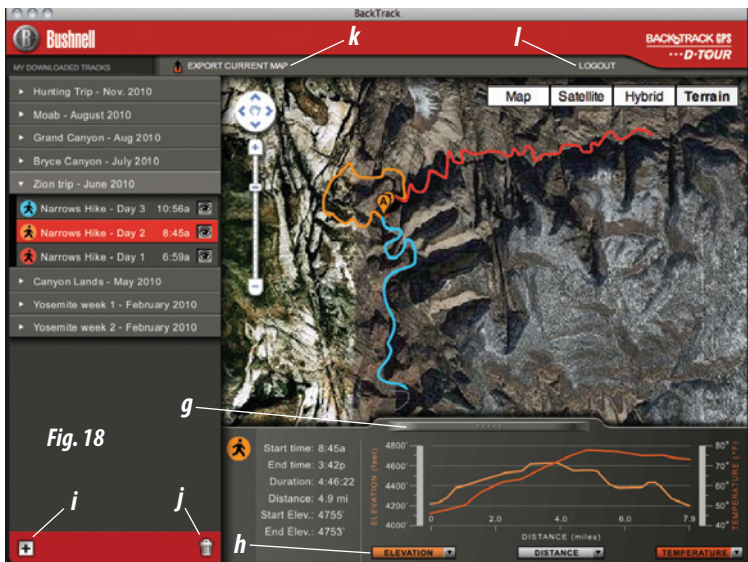 BackTrack
Bushnell
k
l
BACKTRACK GPS
D-TOUR
MY DOWNLOADED TRACKS
EXPORT CURRENT MAP
LOGOUT
Hunting Trip - Nov. 2010
Moab - August 2010
Grand Canyon - Aug 2010
Bryce Canyon - July 2010
Zion trip - June 2010
Narrows Hike - Day 3 10:56a
Narrows Hike - Day 2 8:45a
Narrows Hike - Day 1 6:59a
Canyon Lands - May 2010
Yosemite week 1 - February 2010
Yosemite week 2 - February 2010
Map Satellite Hybrid Terrain
A
g
Fig. 18
i
j
h
Start time: 8:45a
End time: 3:42p
Duration: 4:46:22
Distance: 4.9 mi
Start Elev.: 4755'
End Elev.: 4753'
ELEVATION (feet)
4800'
4600'
4400'
4200'
4000'
0 2.0 4.0 6.0 7.9
DISTANCE (miles)
80°
70°
60°
50°
40°
TEMPERATURE (°F)
ELEVATION
DISTANCE
TEMPERATURE